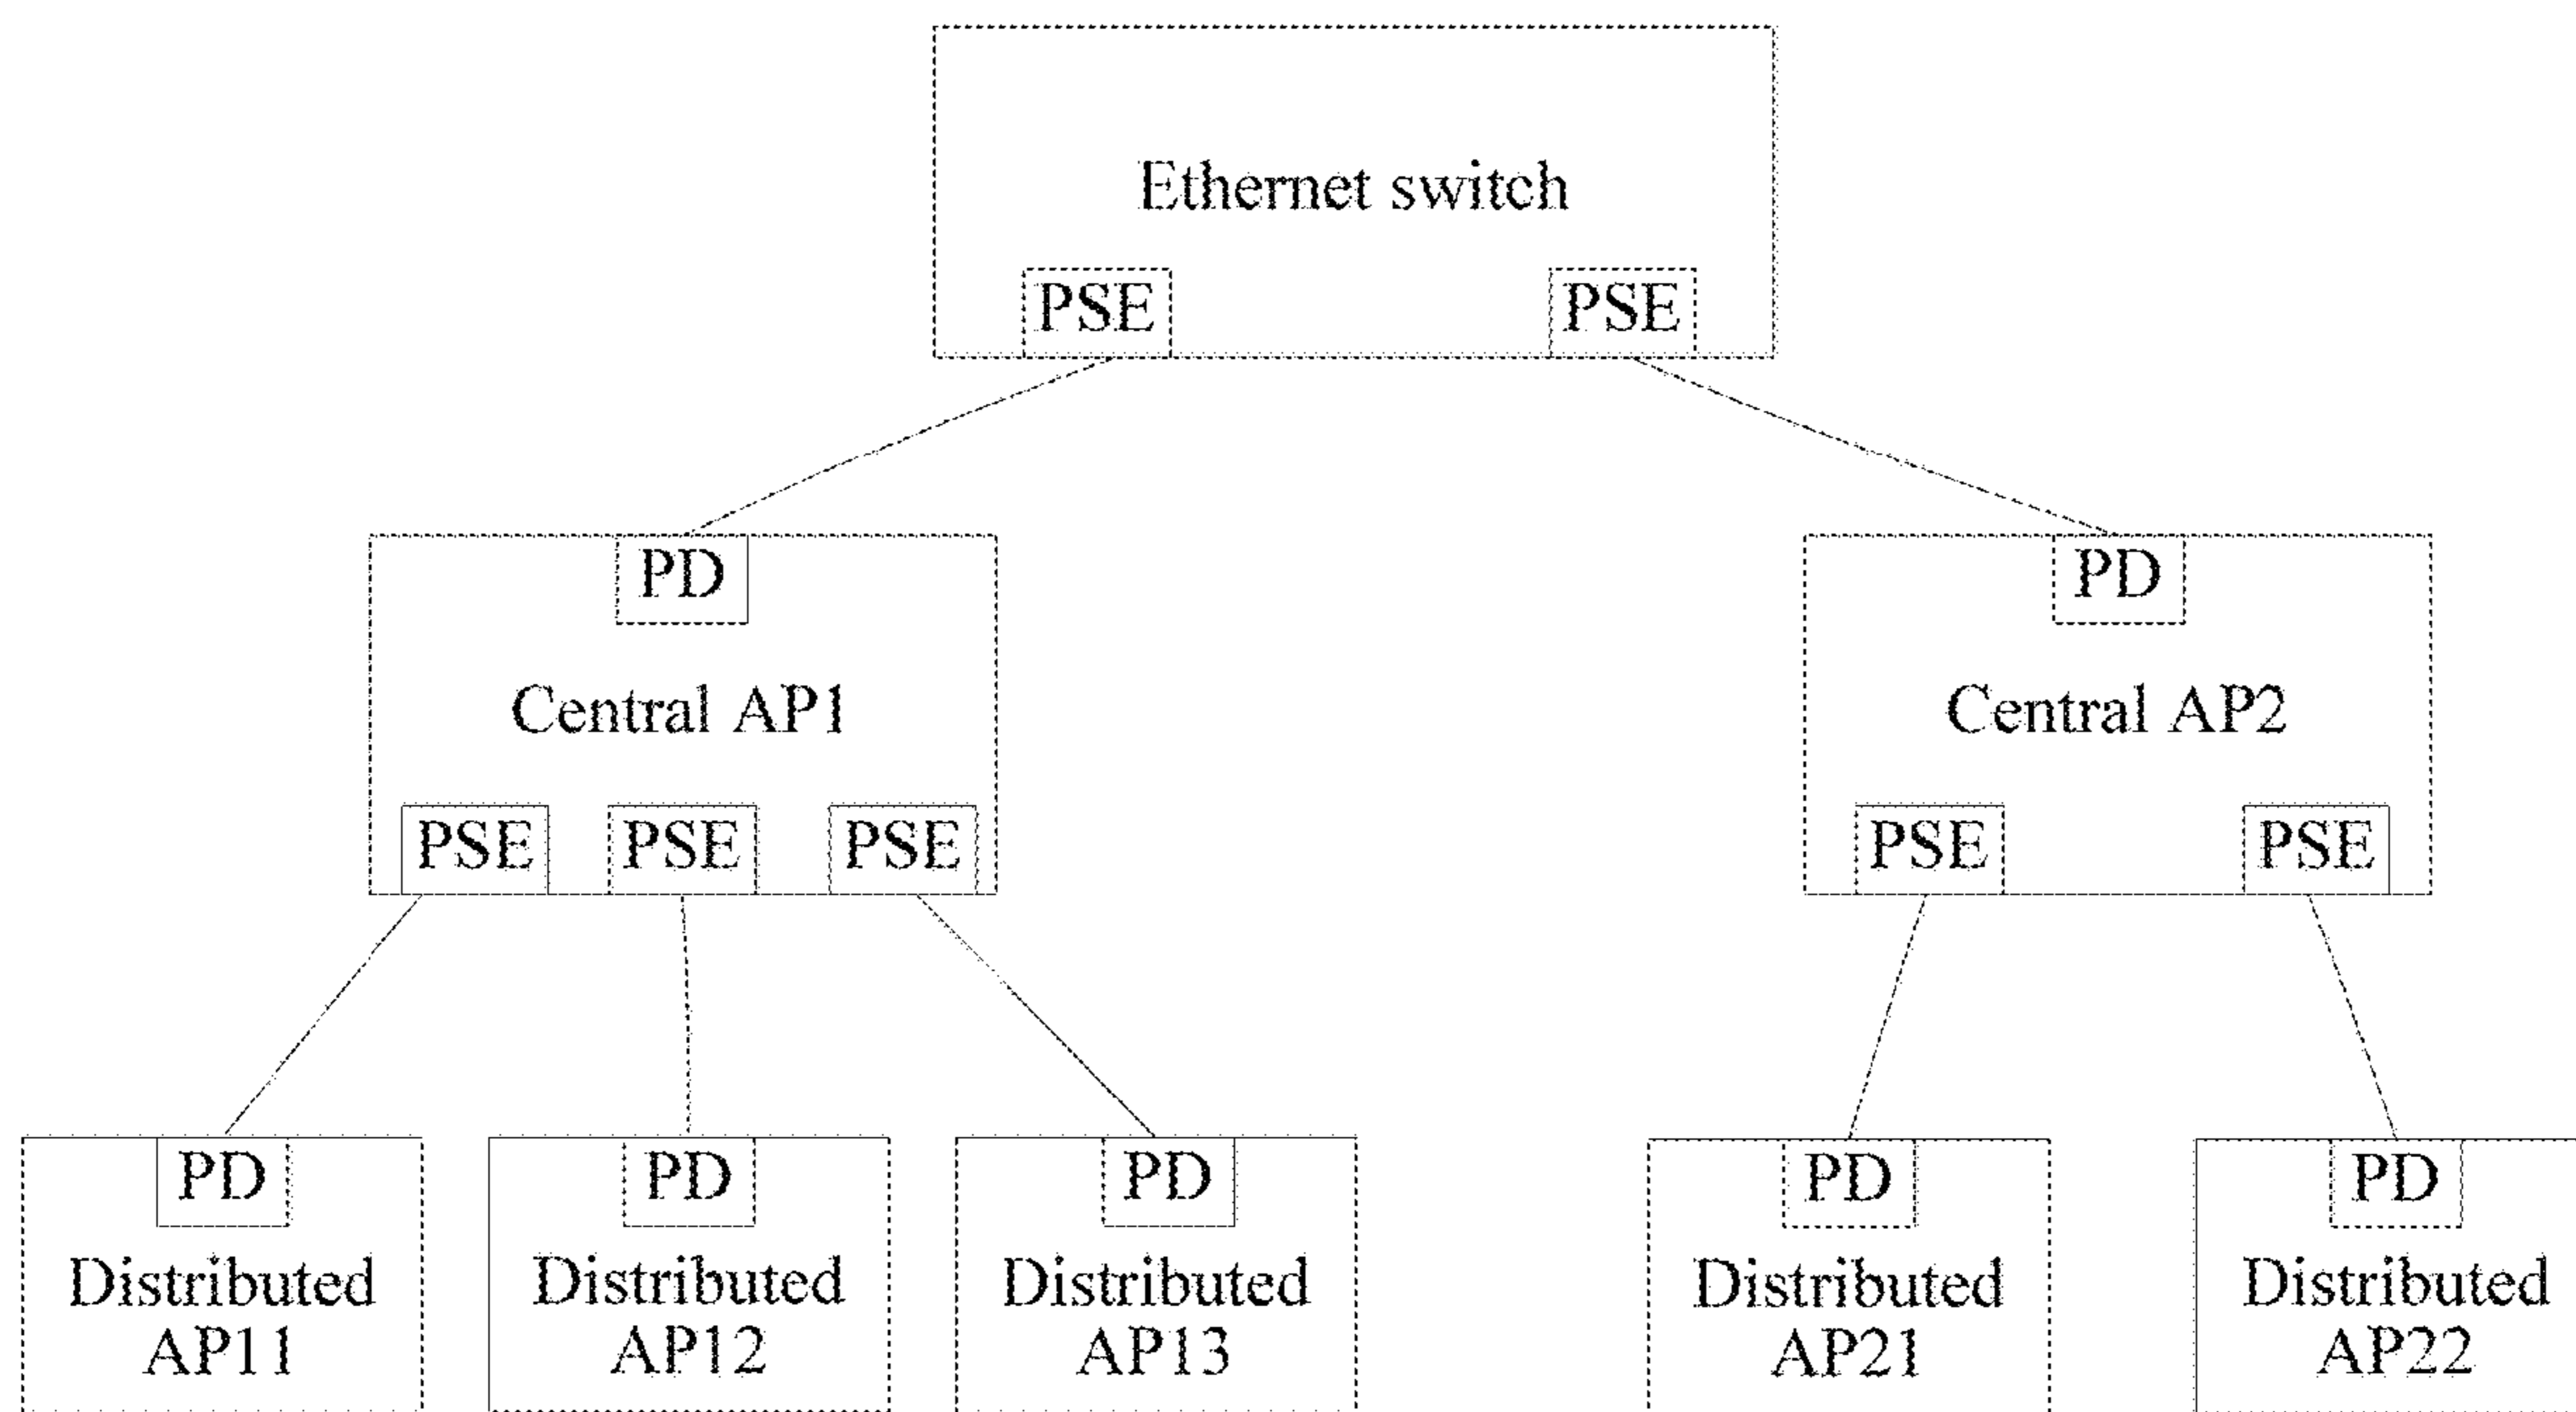 Ethernet switch
PSE PSE
PD PD
Central AP1 Central AP2
PSE PSE PSE PSE PSE
PD PD PD PD PD
Distributed Distributed Distributed Distributed Distributed
AP11 AP12 AP13 AP21 AP22